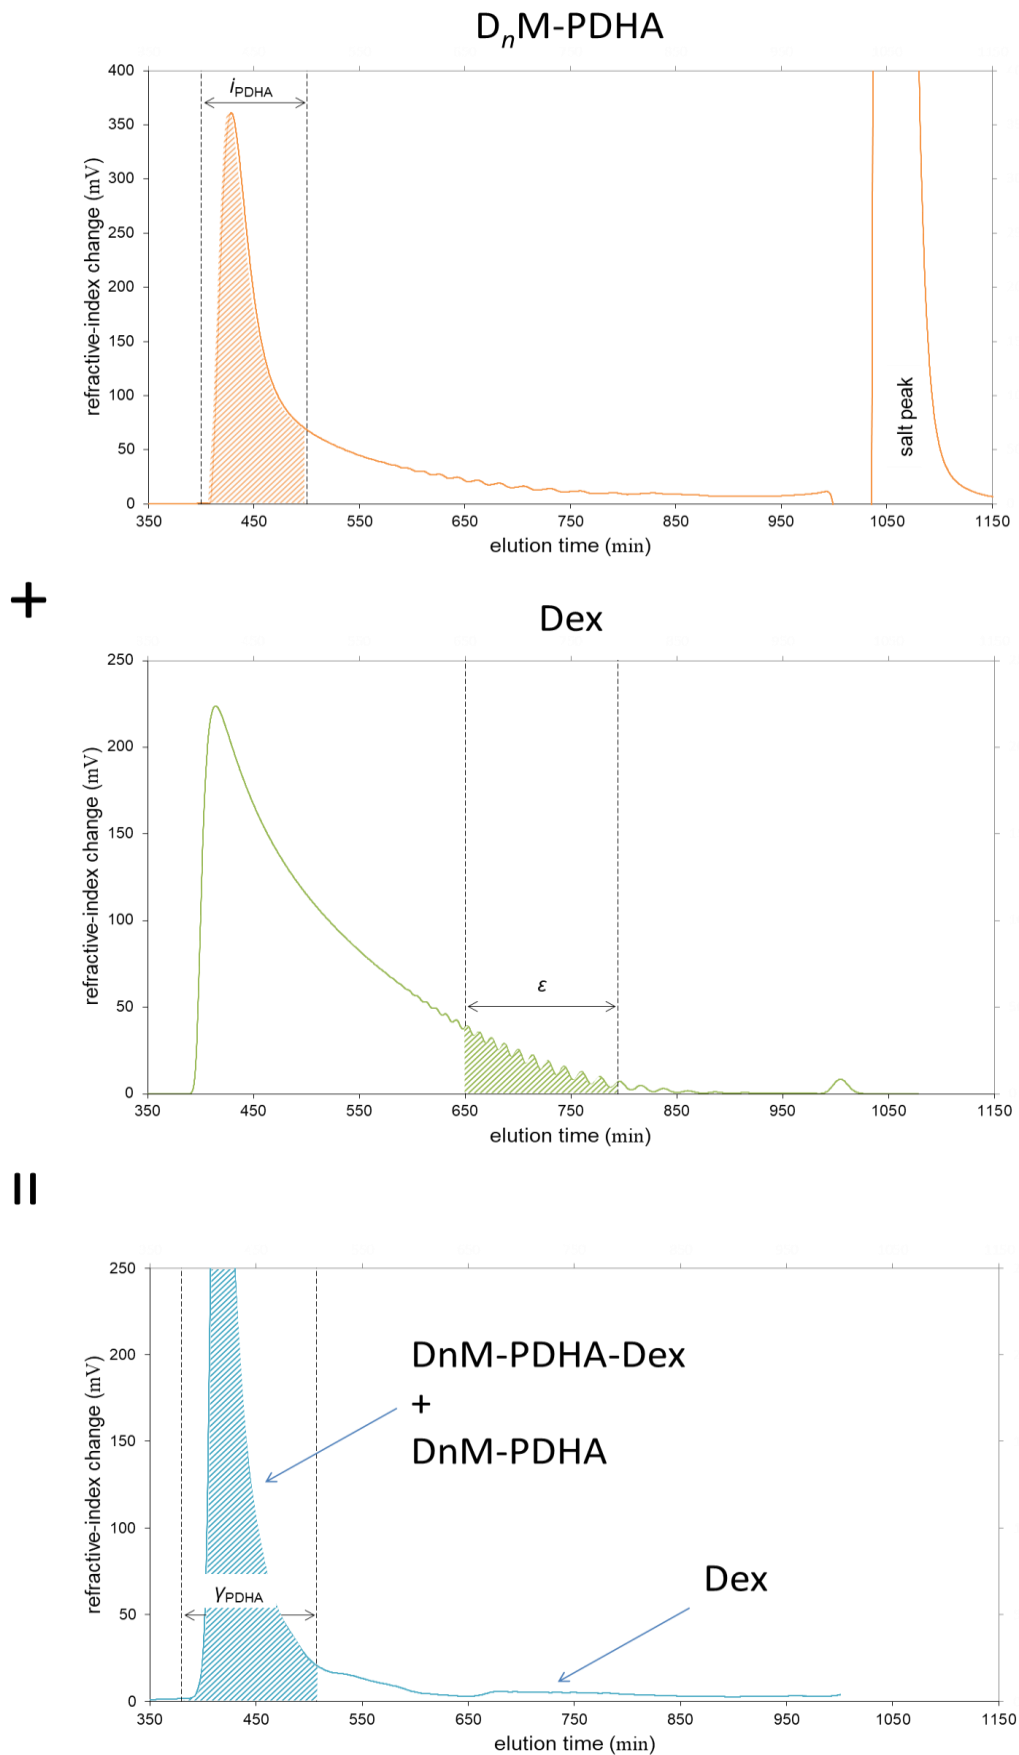 DnM-PDHA
400
350
300
250
200
150
100
50
0
refractive-index change (mV)
iPDHA
salt peak
350 450 550 650 750 850 950 1050 1150
elution time (min)
+
Dex
250
200
150
100
50
0
refractive-index change (mV)
ε
350 450 550 650 750 850 950 1050 1150
elution time (min)
=
250
200
150
100
50
0
refractive-index change (mV)
DnM-PDHA-Dex
+
DnM-PDHA
Dex
γPDHA
350 450 550 650 750 850 950 1050 1150
elution time (min)